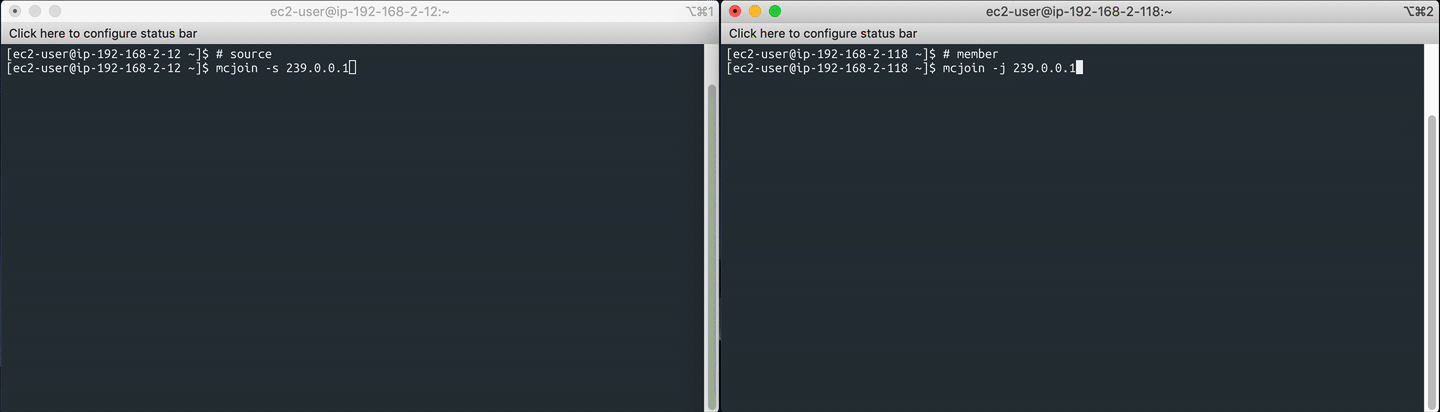 ec2-user@ip-192-168-2-12:~
⌥⌘1
Click here to configure status bar
[ec2-user@ip-192-168-2-12 ~]$ # source
[ec2-user@ip-192-168-2-12 ~]$ mcjoin -s 239.0.0.1
ec2-user@ip-192-168-2-118:~
⌥⌘2
Click here to configure status bar
[ec2-user@ip-192-168-2-118 ~]$ # member
[ec2-user@ip-192-168-2-118 ~]$ mcjoin -j 239.0.0.1